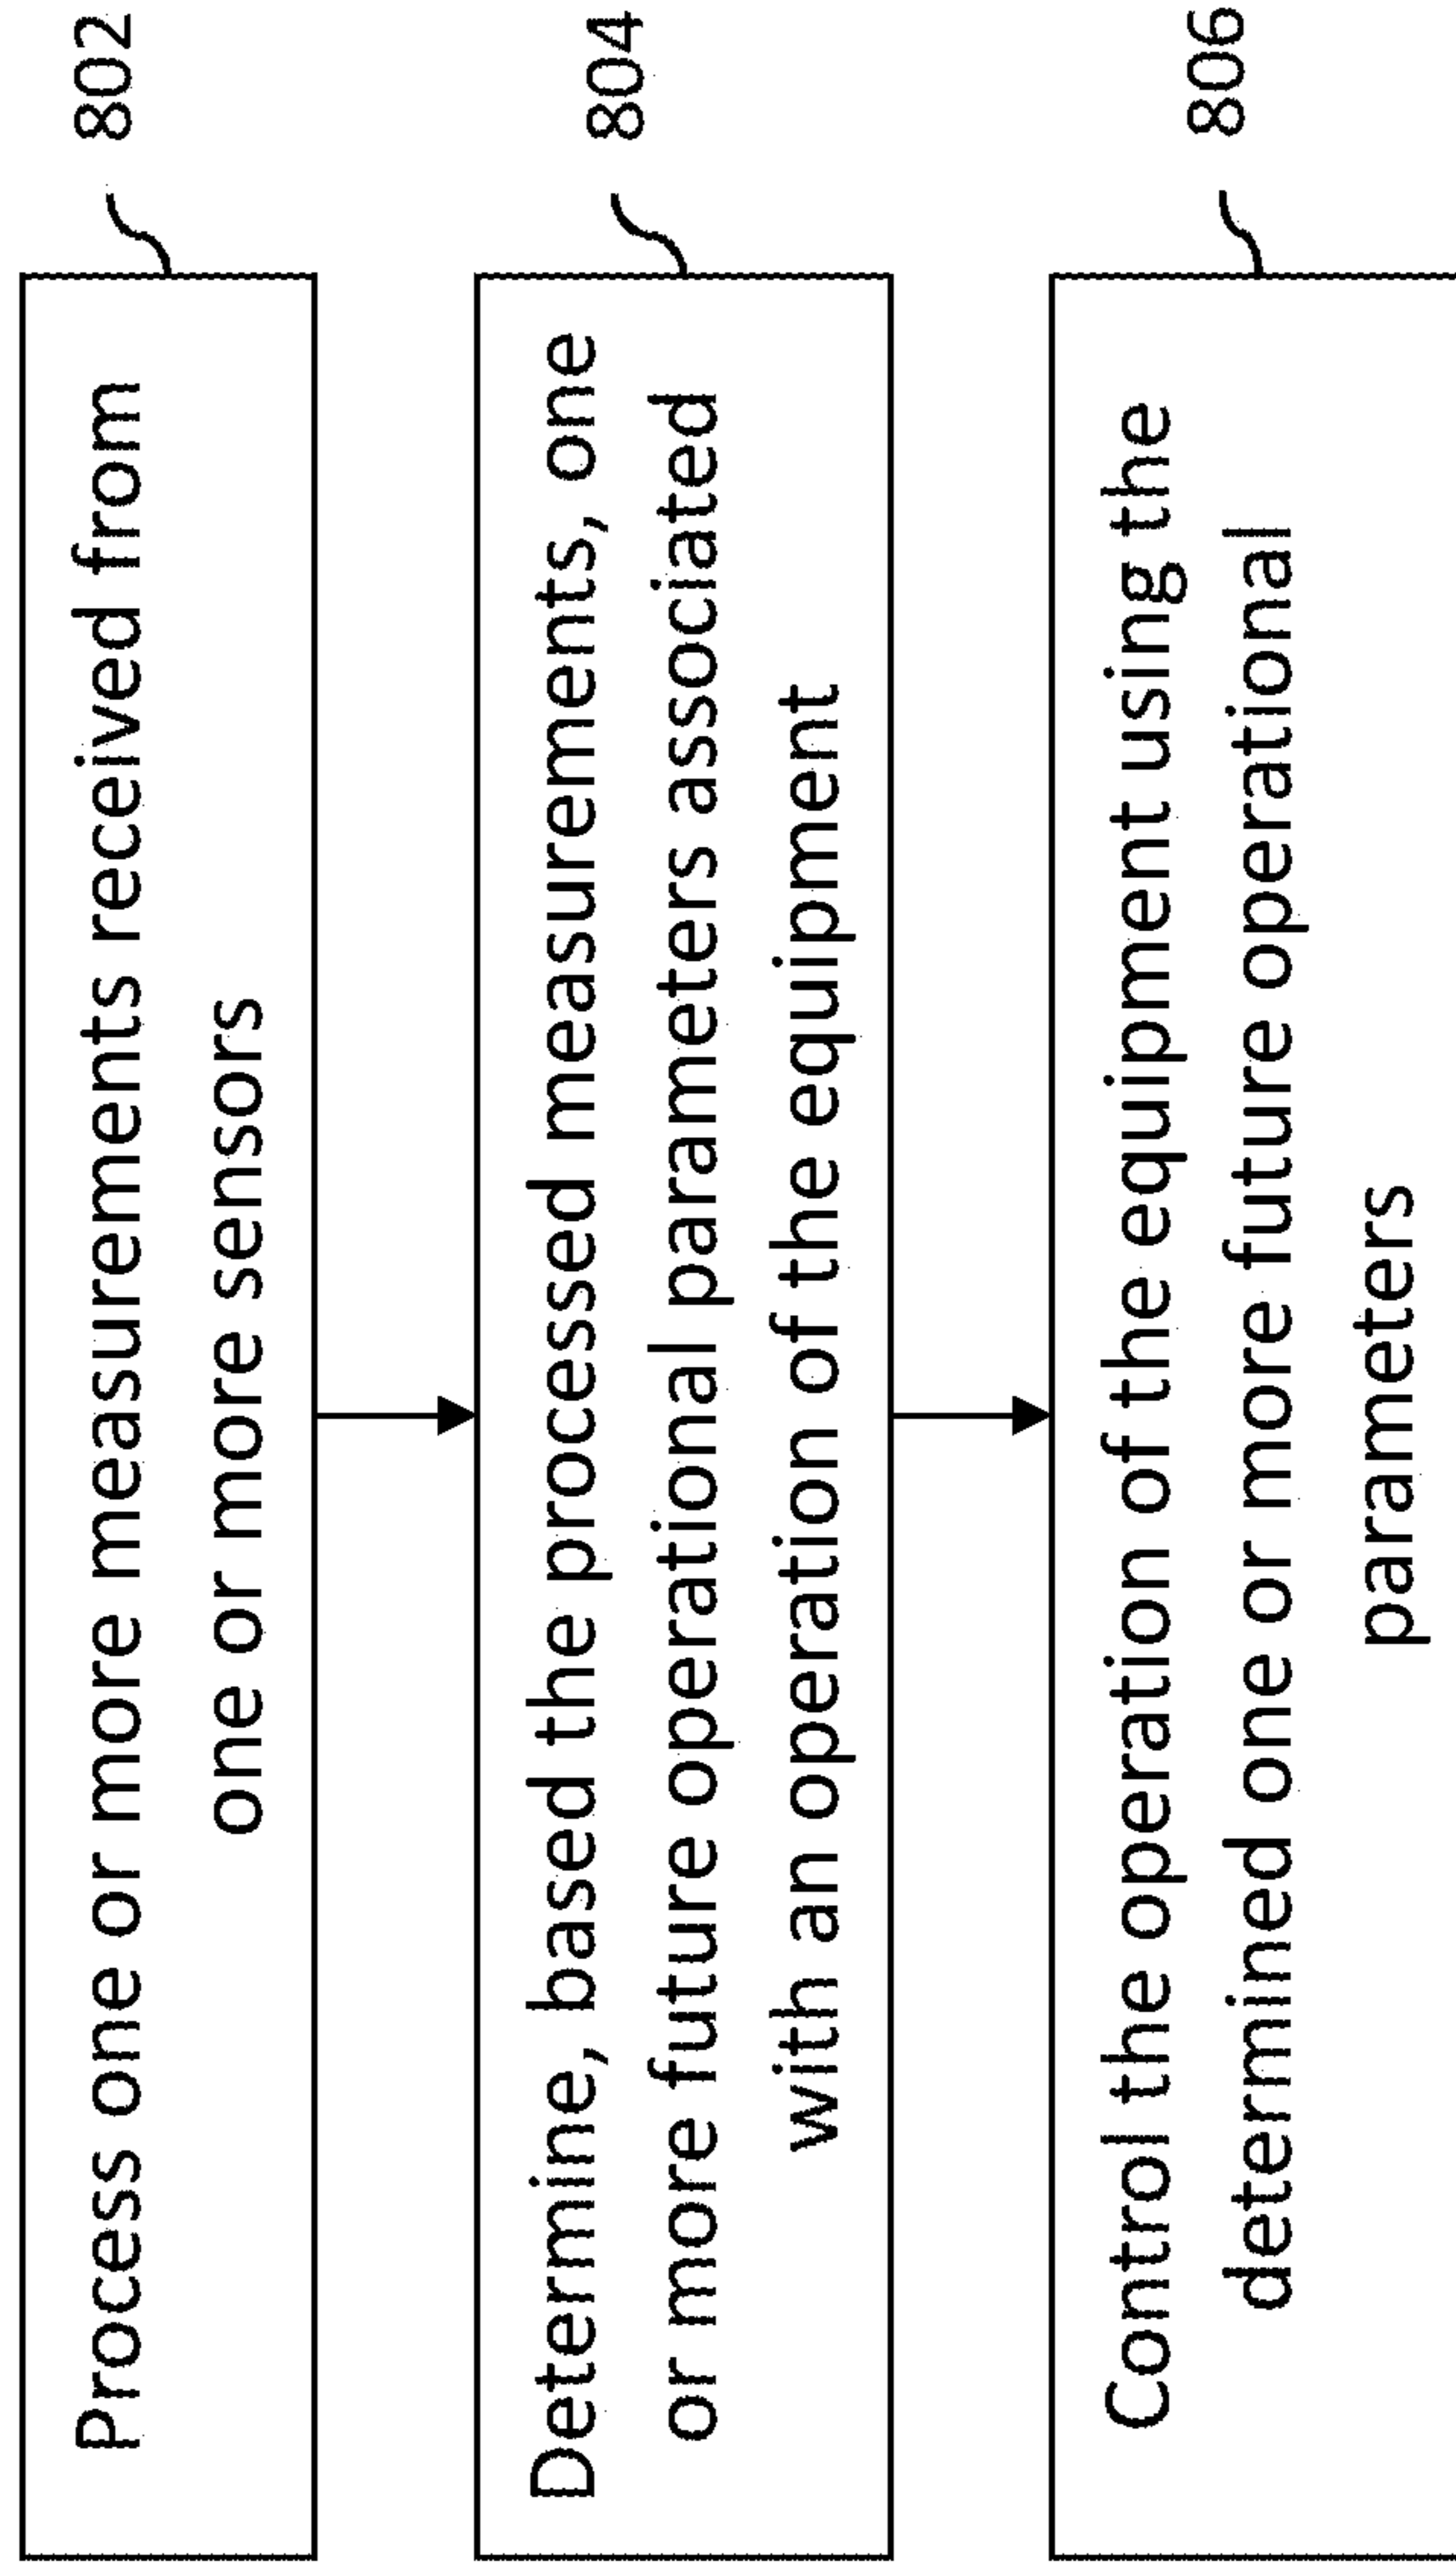 Process one or more measurements received from
one or more sensors
802
Determine, based the processed measurements, one
or more future operational parameters associated
with an operation of the equipment
804
Control the operation of the equipment using the
determined one or more future operational
parameters
806